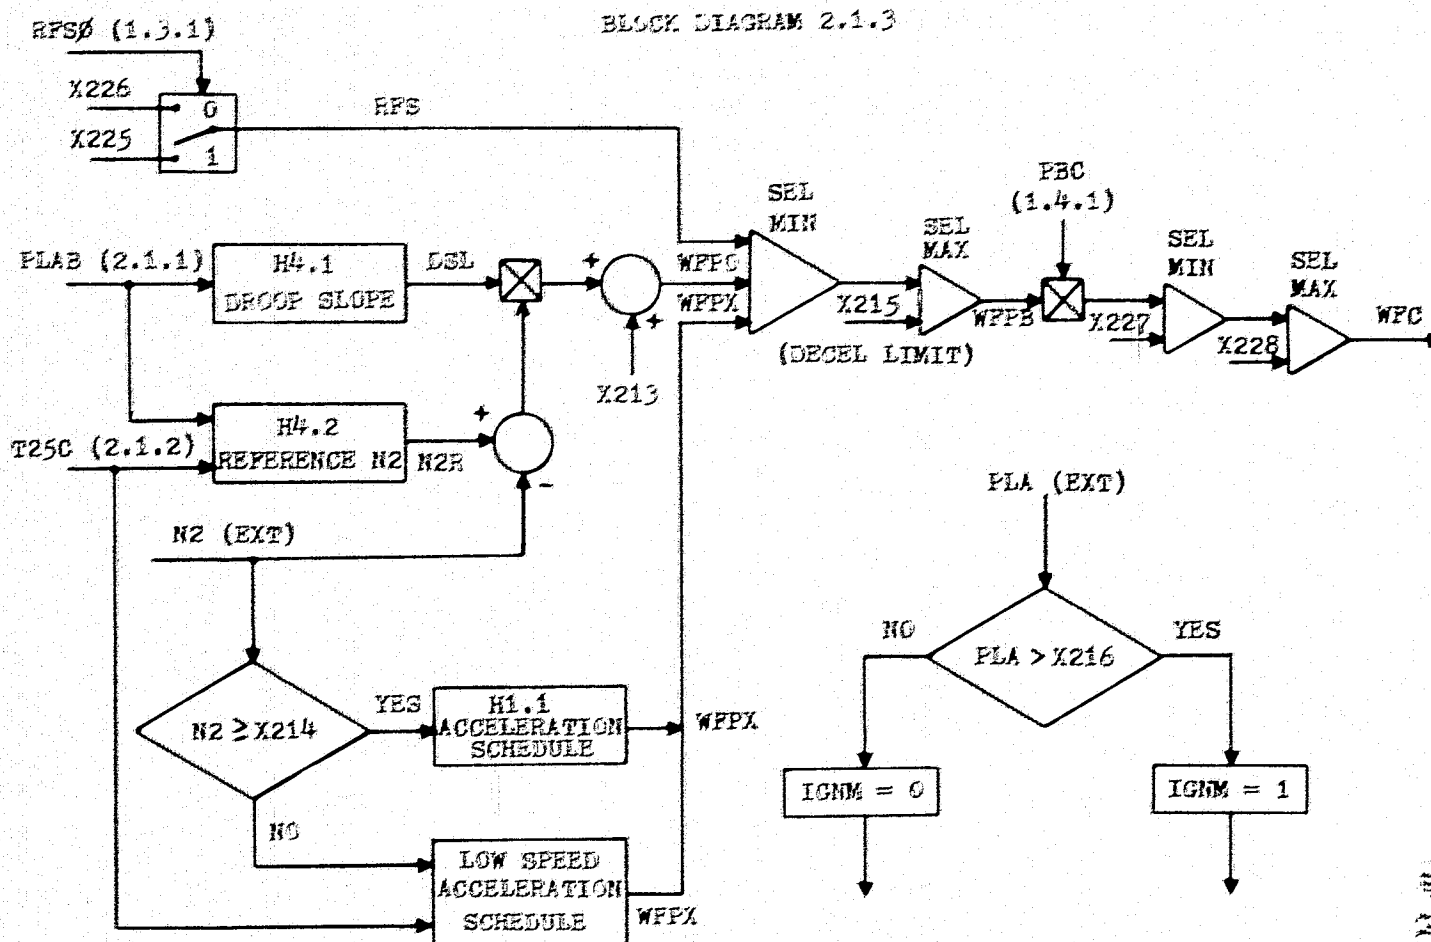 BLOCK DIAGRAM 2.1.3
RFSØ (1.3.1)
X226
0
RFS
X225
1
PBC
(1.4.1)
SEL
MIN
SEL
MAX
SEL
MIN
SEL
MAX
PLAB (2.1.1)
H4.1
DROOP SLOPE
DSL
+
+
WFPG
WFPX
X215
(DECEL LIMIT)
WFPB
X227
X228
WFC
X213
T25C (2.1.2)
H4.2
REFERENCE N2
N2R
+
-
N2 (EXT)
PLA (EXT)
NO
PLA > X216
YES
N2 ≥ X214
YES
H1.1
ACCELERATION
SCHEDULE
WFPX
IGNM = 0
IGNM = 1
NO
LOW SPEED
ACCELERATION
SCHEDULE
WFPX